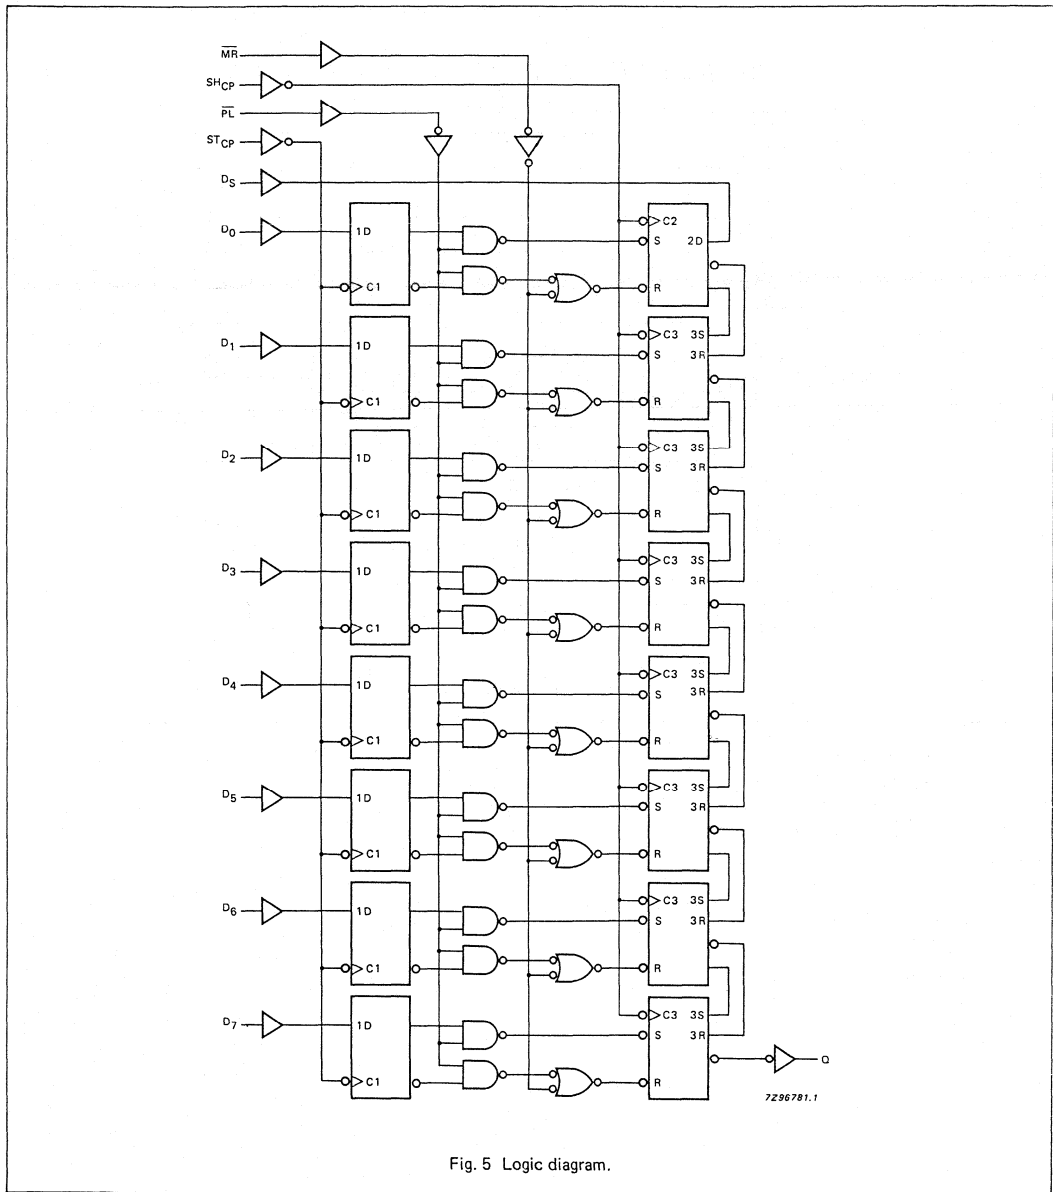 M̅R̅
SHCP
P̅L̅
STCP
DS
D0
1D
C2
S
2D
C1
R
D1
1D
C3
3S
S
3R
C1
R
D2
1D
C3
3S
S
3R
C1
R
D3
1D
C3
3S
S
3R
C1
R
D4
1D
C3
3S
S
3R
C1
R
D5
1D
C3
3S
S
3R
C1
R
D6
1D
C3
3S
S
3R
C1
R
D7
1D
C3
3S
S
3R
Q
C1
R
7Z96781.1
Fig. 5 Logic diagram.